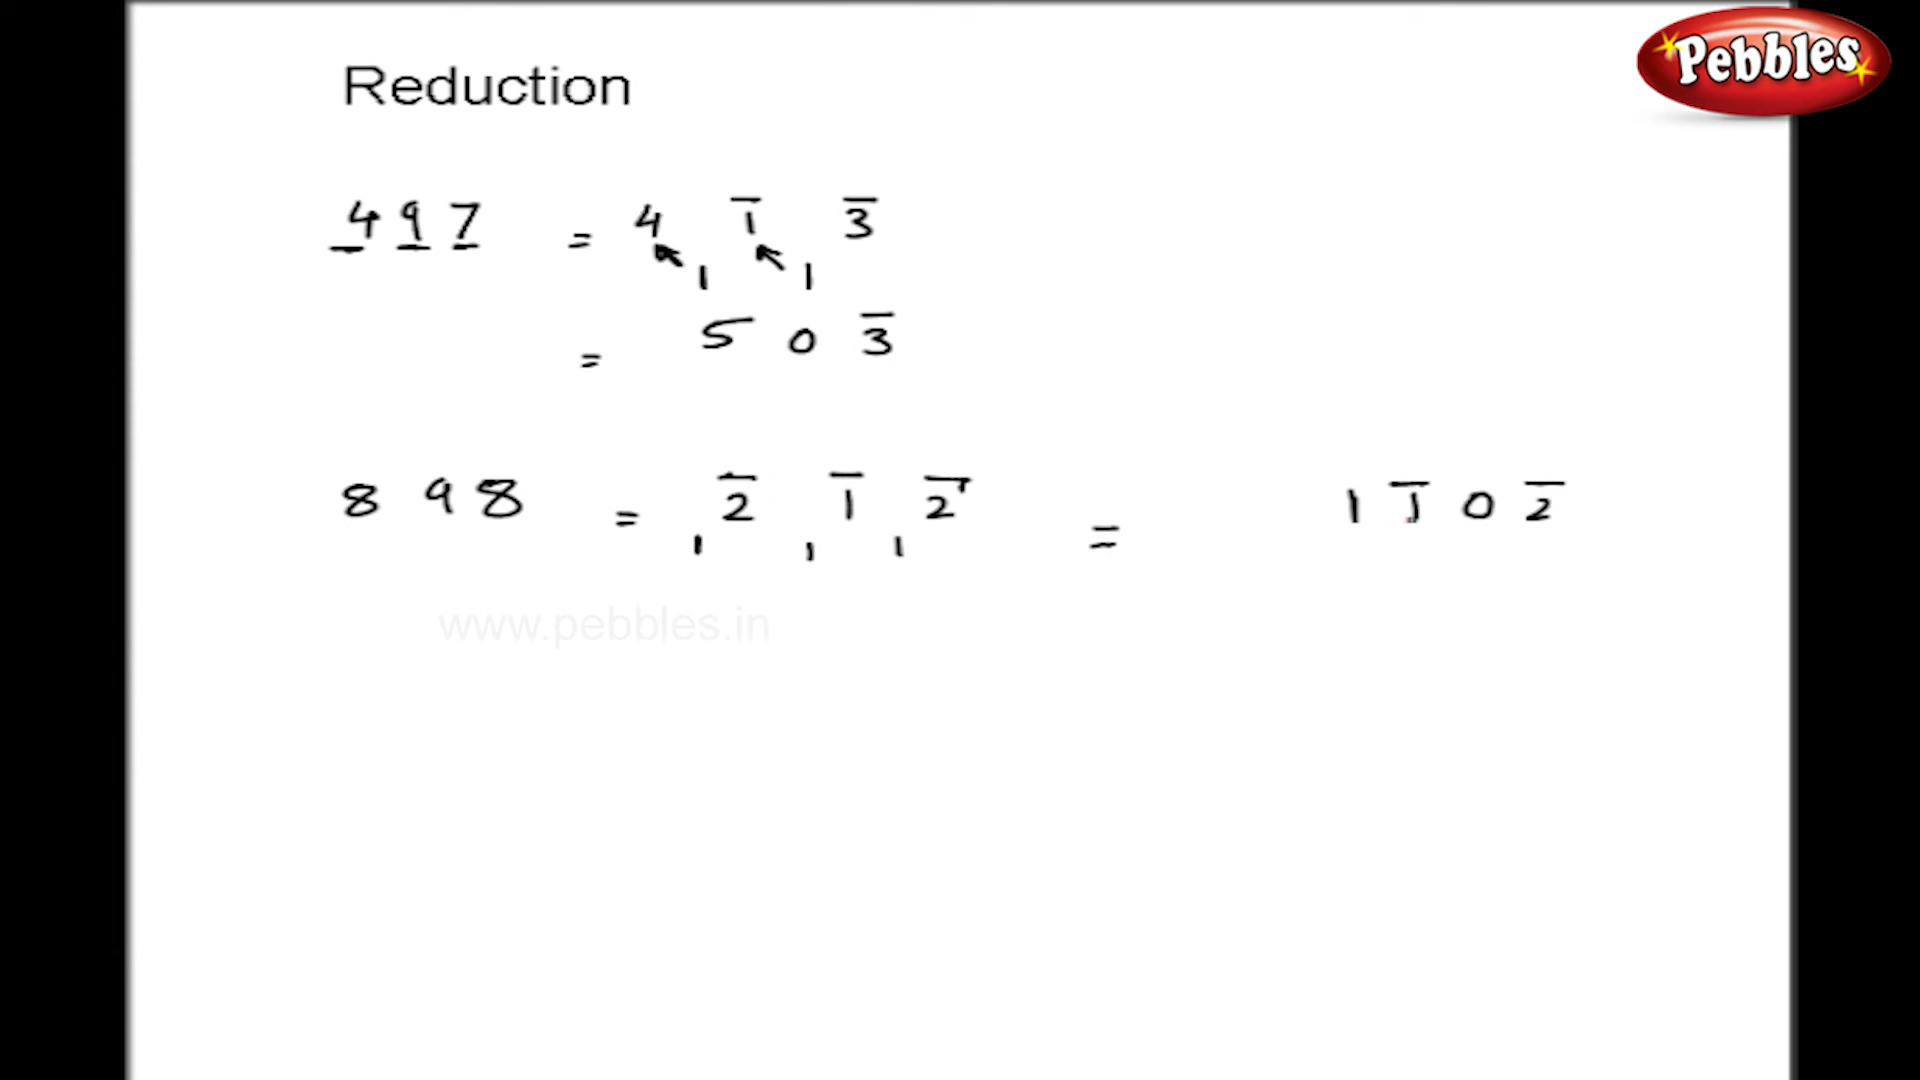 Pebbles
Reduction
497 = 4 1̅ 3̅
1 1
= 5 0 3̅
898 = 2̅ 1̅ 2̅ = 1 1̅ 0 2̅
1 1 1
www.pebbles.in